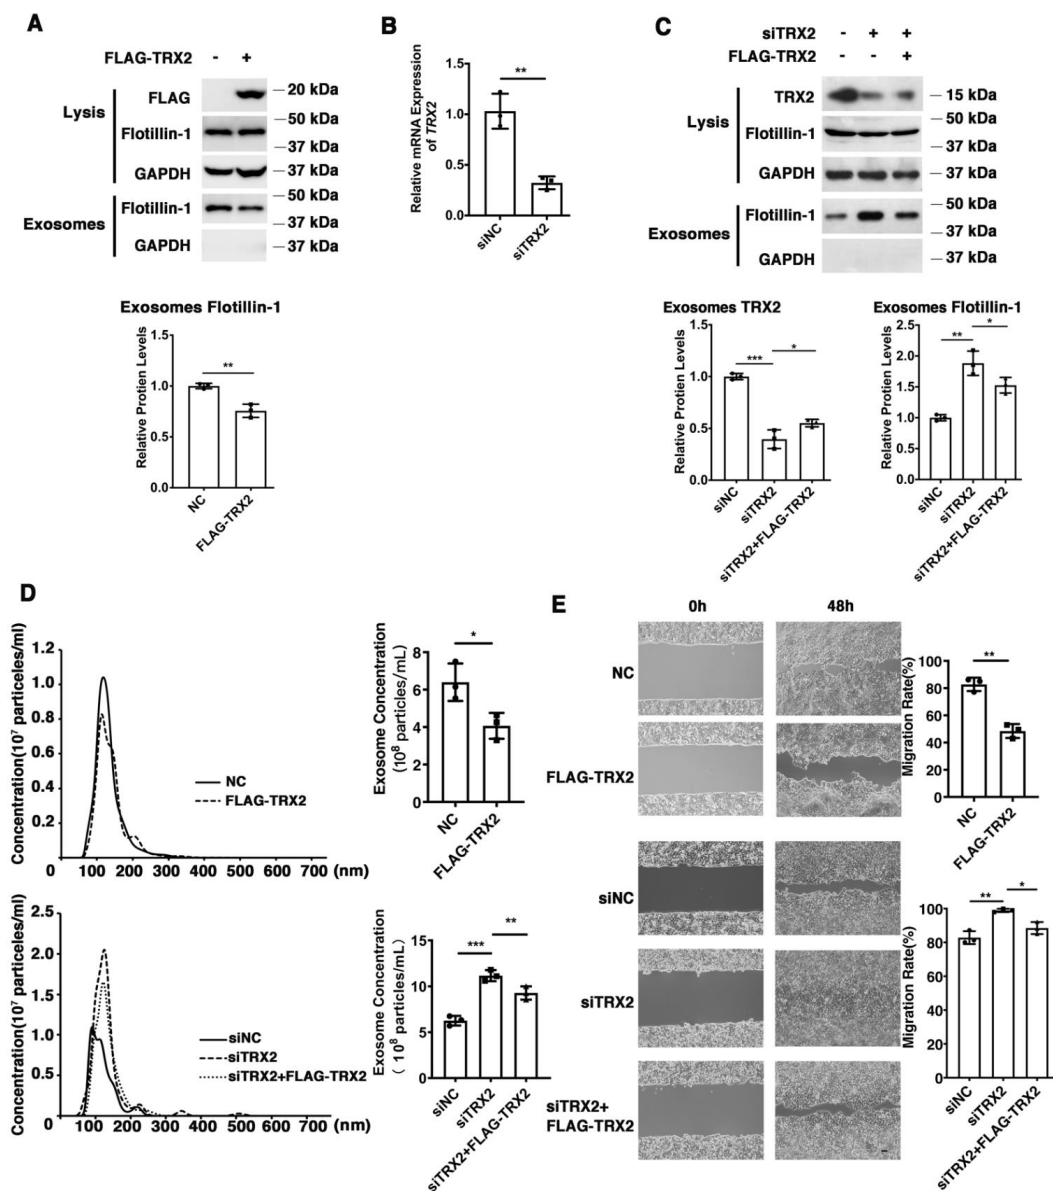 A
FLAG-TRX2 - +
Lysis
FLAG
20 kDa
50 kDa
Flotillin-1
37 kDa
GAPDH
37 kDa
Exosomes
50 kDa
Flotillin-1
37 kDa
GAPDH
37 kDa
Exosomes Flotillin-1
Relative Protien Levels
1.5
1.0
0.5
0.0
**
NC
FLAG-TRX2
B
Relative mRNA Expression
of TRX2
1.5
1.0
0.5
0.0
**
siNC
siTRX2
C
siTRX2 - + +
FLAG-TRX2 - - +
Lysis
TRX2
15 kDa
50 kDa
Flotillin-1
37 kDa
GAPDH
37 kDa
Exosomes
50 kDa
Flotillin-1
37 kDa
GAPDH
37 kDa
Exosomes TRX2
Relative Protien Levels
1.5
1.0
0.5
0.0
***
*
siNC
siTRX2
siTRX2+FLAG-TRX2
Exosomes Flotillin-1
Relative Protien Levels
2.5
2.0
1.5
1.0
0.5
0.0
**
*
siNC
siTRX2
siTRX2+FLAG-TRX2
D
Concentration(10⁷ particeles/ml)
1.2
1.0
0.8
0.6
0.4
0.2
0 100 200 300 400 500 600 700 (nm)
NC
FLAG-TRX2
Exosome Concentration
(10⁸ particles/mL)
8
6
4
2
0
*
NC
FLAG-TRX2
Concentration(10⁷ particeles/ml)
2.5
2.0
1.5
1.0
0.5
0 100 200 300 400 500 600 700 (nm)
siNC
siTRX2
siTRX2+FLAG-TRX2
Exosome Concentration
( 10⁸ particles/mL)
15
10
5
0
***
**
siNC
siTRX2
siTRX2+FLAG-TRX2
E
0h 48h
NC
FLAG-TRX2
siNC
siTRX2
siTRX2+
FLAG-TRX2
Migration Rate(%)
100
80
60
40
20
0
**
NC
FLAG-TRX2
Migration Rate(%)
100
80
60
40
20
0
**
*
siNC
siTRX2
siTRX2+FLAG-TRX2